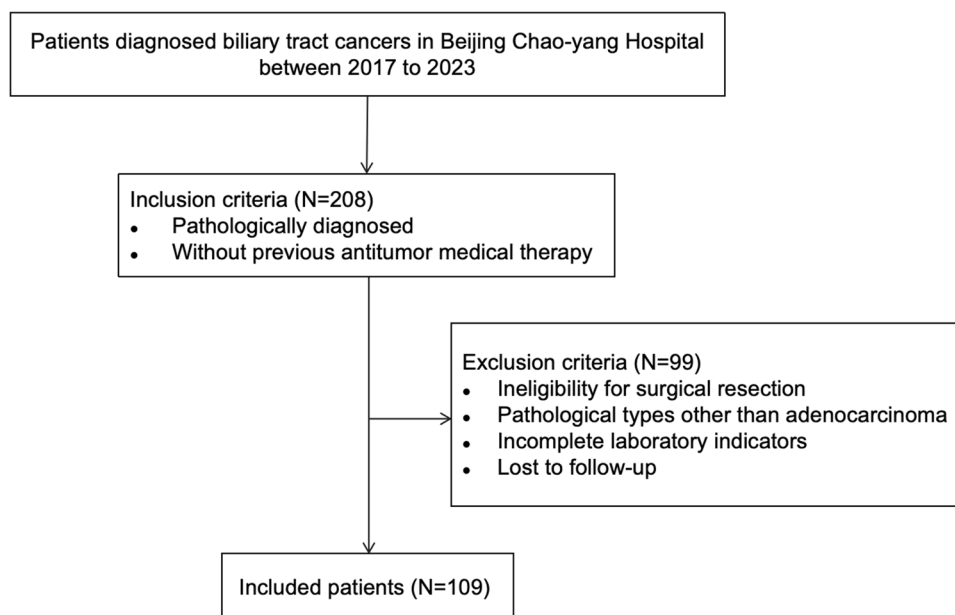 Patients diagnosed biliary tract cancers in Beijing Chao-yang Hospital
between 2017 to 2023
Inclusion criteria (N=208)
• Pathologically diagnosed
• Without previous antitumor medical therapy
Exclusion criteria (N=99)
• Ineligibility for surgical resection
• Pathological types other than adenocarcinoma
• Incomplete laboratory indicators
• Lost to follow-up
Included patients (N=109)